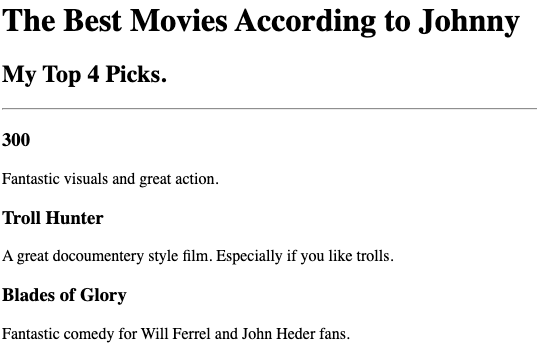 The Best Movies According to Johnny
My Top 4 Picks.
300
Fantastic visuals and great action.
Troll Hunter
A great docoumentery style film. Especially if you like trolls.
Blades of Glory
Fantastic comedy for Will Ferrel and John Heder fans.